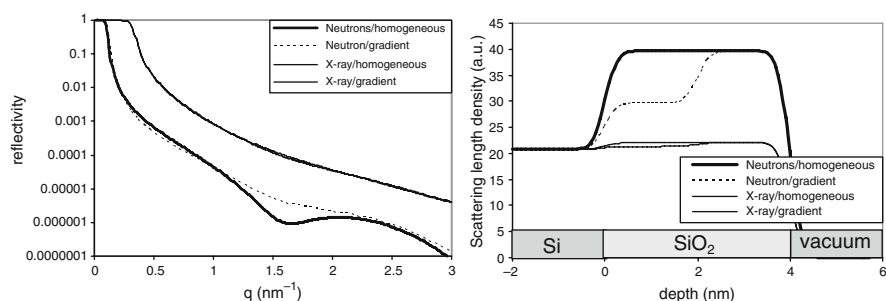 1
0.1
0.01
0.001
0.0001
0.00001
0.000001
0.0000001
reflectivity
0
0.5
1
1.5
2
2.5
3
q (nm⁻¹)
Neutrons/homogeneous
Neutron/gradient
X-ray/homogeneous
X-ray/gradient
45
40
35
30
25
20
15
10
5
0
Scattering length density (a.u.)
Neutrons/homogeneous
Neutron/gradient
X-ray/homogeneous
X-ray/gradient
Si
SiO₂
vacuum
−2
0
2
4
6
depth (nm)